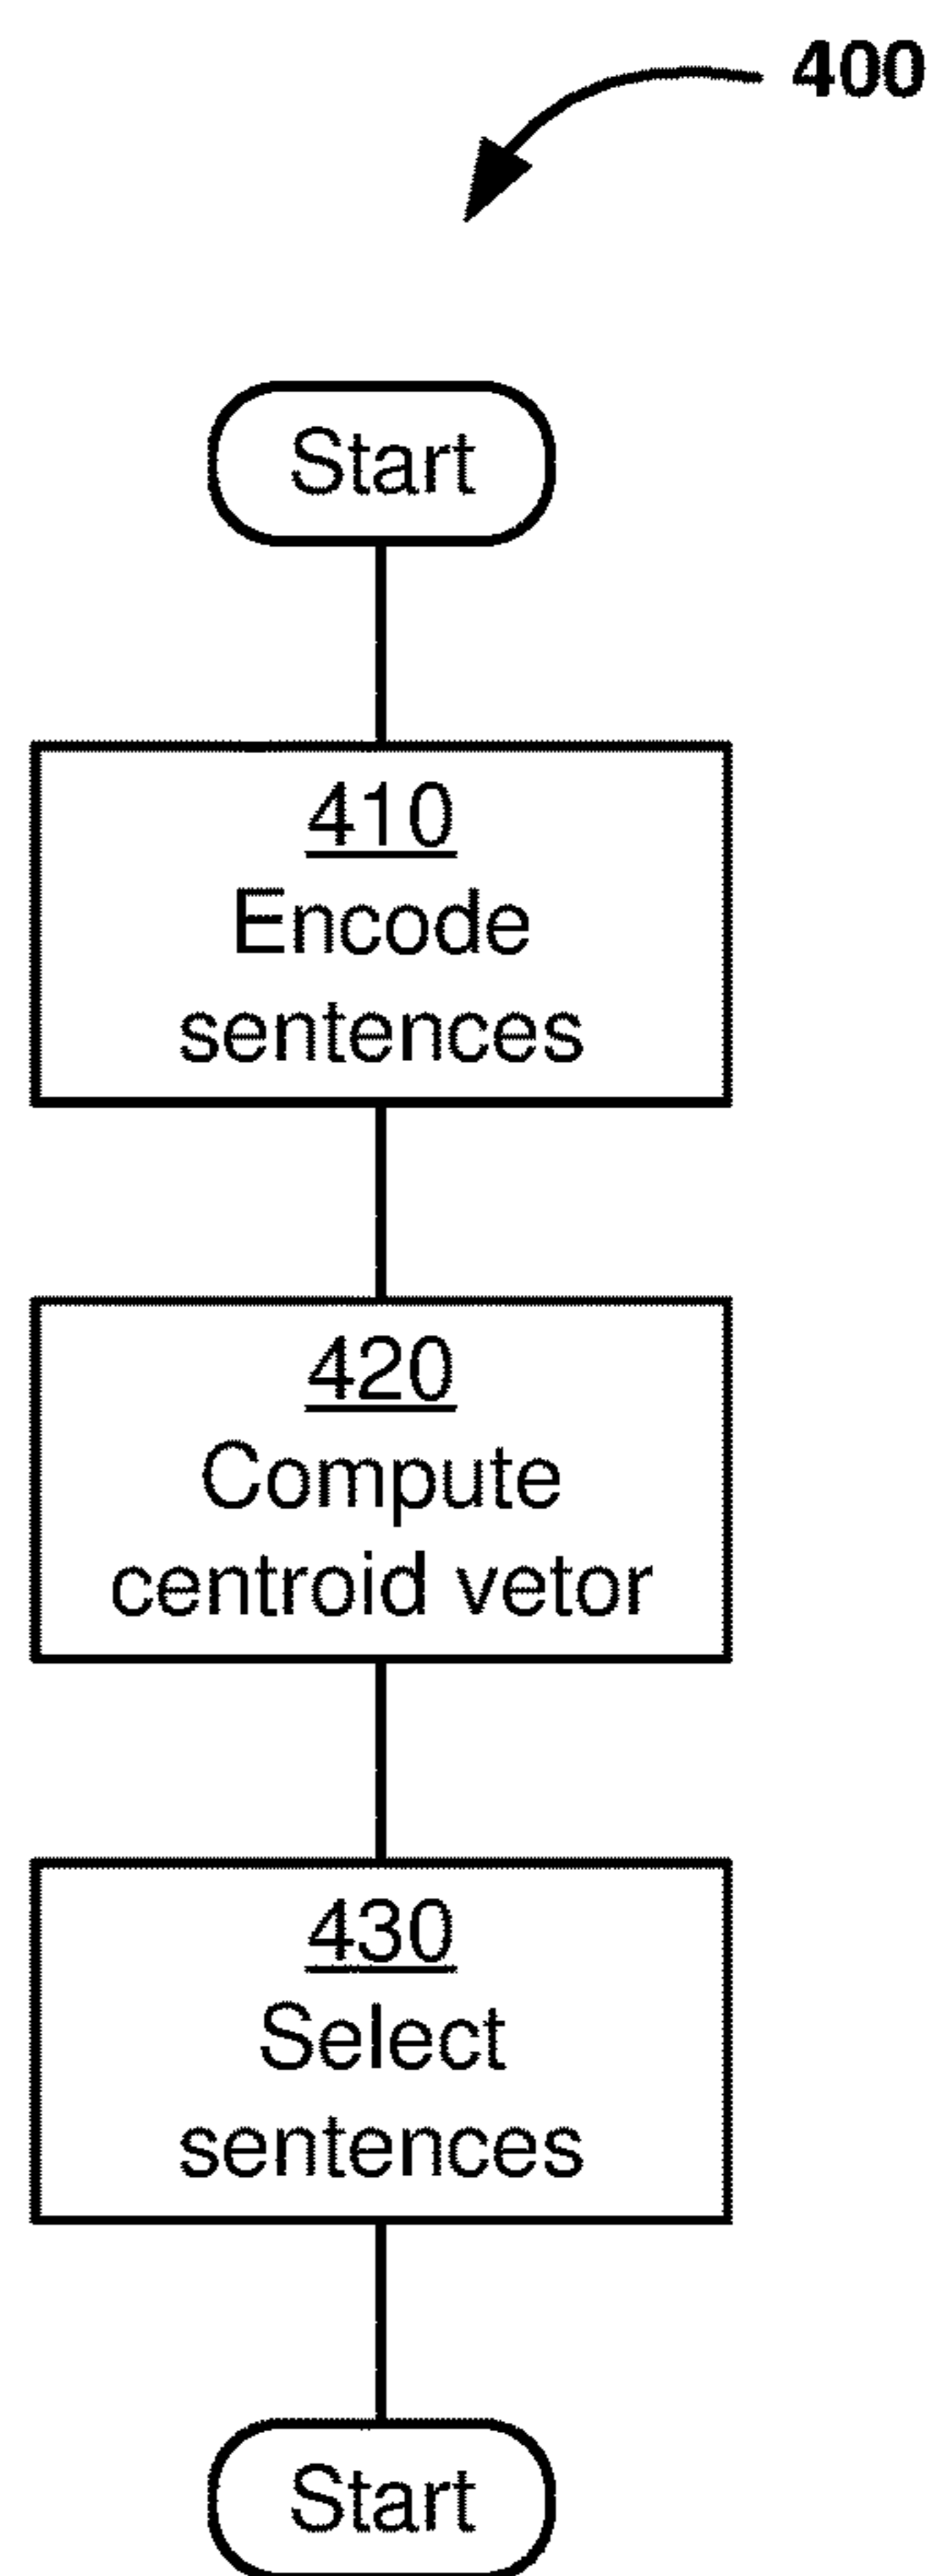 400
Start
410
Encode
sentences
420
Compute
centroid vetor
430
Select
sentences
Start